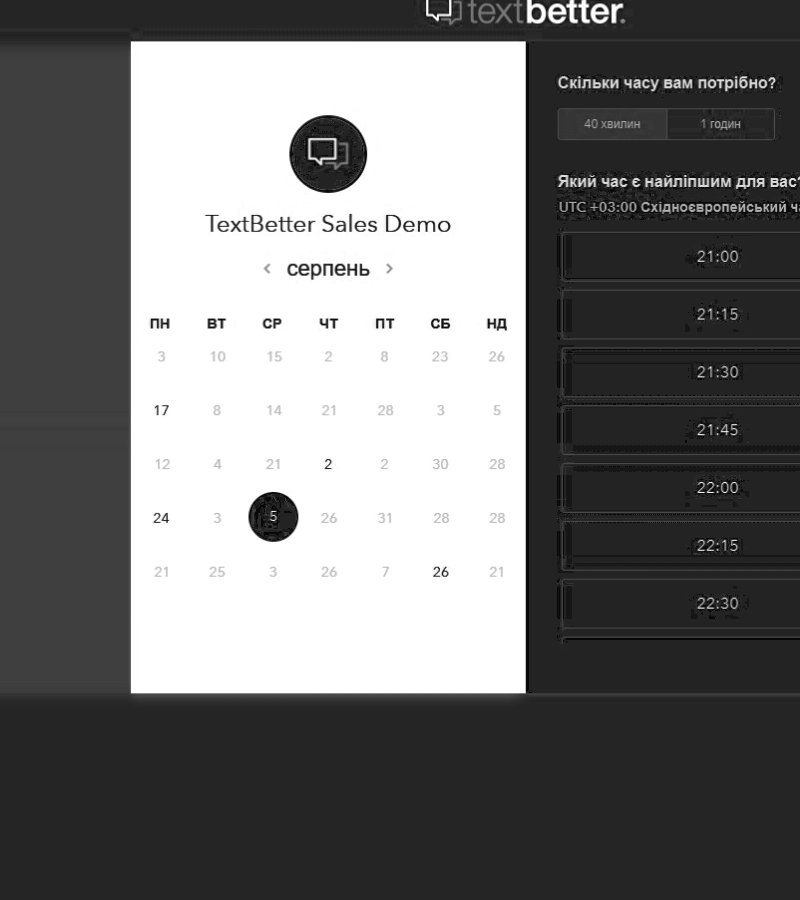 textbetter.
TextBetter Sales Demo
серпень
ПН ВТ СР ЧТ ПТ СБ НД
3 10 15 2 8 23 26
17 8 14 21 28 3 5
12 4 21 2 2 30 28
24 3 5 26 31 28 28
21 25 3 26 7 26 21
Скільки часу вам потрібно?
40 хвилин 1 годин
Який час є найліпшим для вас?
UTC +03:00 Східноєвропейський ча
21:00
21:15
21:30
21:45
22:00
22:15
22:30